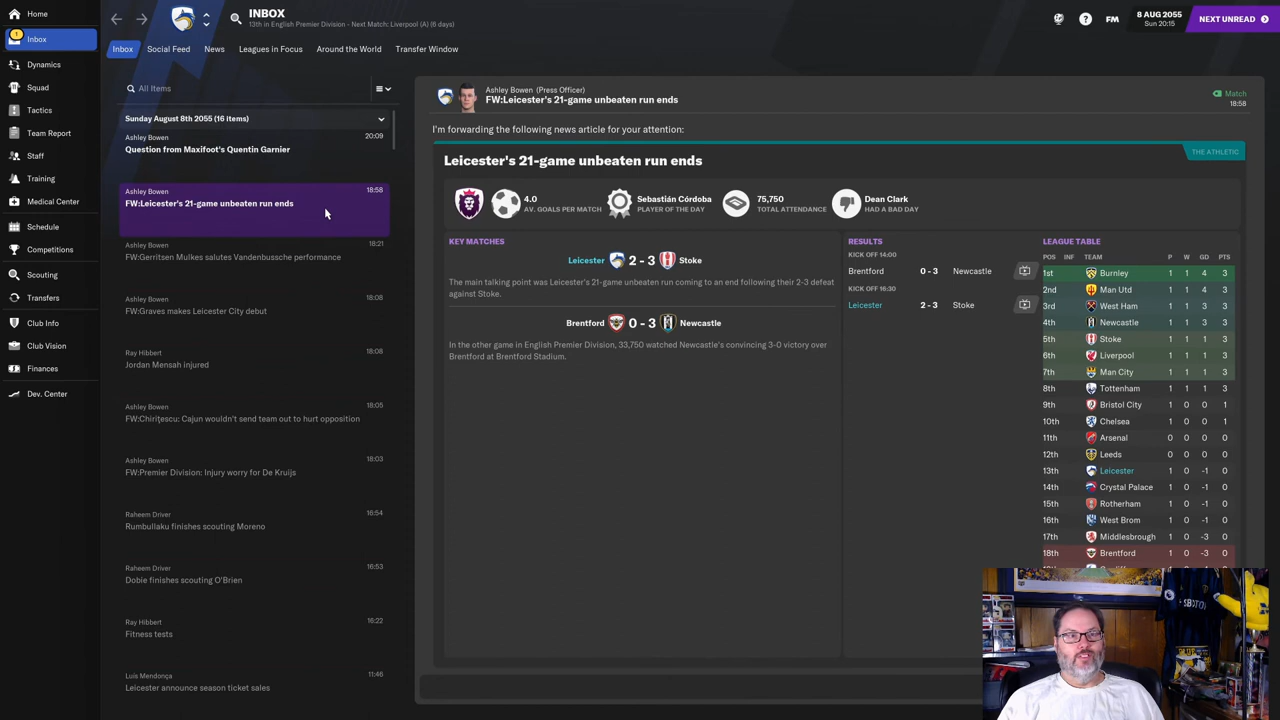 Home
INBOX
13th in English Premier Division - Next Match: Liverpool (A) (6 days)
FM
8 AUG 2055
Sun 20:15
NEXT UNREAD
1
Inbox
Dynamics
Squad
Tactics
Team Report
Staff
Training
Medical Center
Schedule
Competitions
Scouting
Transfers
Club Info
Club Vision
Finances
Dev. Center
Inbox
Social Feed
News
Leagues in Focus
Around the World
Transfer Window
All Items
Sunday August 8th 2055 (16 items)
Ashley Bowen
20:09
Question from Maxifoot's Quentin Garnier
Ashley Bowen
18:58
FW:Leicester's 21-game unbeaten run ends
Ashley Bowen
18:21
FW:Gerritsen Mulkes salutes Vandenbussche performance
Ashley Bowen
18:08
FW:Graves makes Leicester City debut
Ray Hibbert
18:08
Jordan Mensah injured
Ashley Bowen
18:05
FW:Chirițescu: Cajun wouldn't send team out to hurt opposition
Ashley Bowen
18:03
FW:Premier Division: Injury worry for De Kruijs
Raheem Driver
16:54
Rumbullaku finishes scouting Moreno
Raheem Driver
16:53
Dobie finishes scouting O'Brien
Ray Hibbert
16:22
Fitness tests
Luís Mendonça
11:46
Leicester announce season ticket sales
Ashley Bowen (Press Officer)
FW:Leicester's 21-game unbeaten run ends
Match
18:58
I'm forwarding the following news article for your attention:
Leicester's 21-game unbeaten run ends
THE ATHLETIC
4.0
AV. GOALS PER MATCH
Sebastián Córdoba
PLAYER OF THE DAY
75,750
TOTAL ATTENDANCE
Dean Clark
HAD A BAD DAY
KEY MATCHES
Leicester 2 - 3 Stoke
The main talking point was Leicester's 21-game unbeaten run coming to an end following their 2-3 defeat
against Stoke.
Brentford 0 - 3 Newcastle
In the other game in English Premier Division, 33,750 watched Newcastle's convincing 3-0 victory over
Brentford at Brentford Stadium.
RESULTS
KICK OFF 14:00
Brentford 0 - 3 Newcastle
KICK OFF 16:30
Leicester 2 - 3 Stoke
LEAGUE TABLE
POS INF TEAM P W GD PTS
1st Burnley 1 1 4 3
2nd Man Utd 1 1 4 3
3rd West Ham 1 1 3 3
4th Newcastle 1 1 3 3
5th Stoke 1 1 1 3
6th Liverpool 1 1 1 3
7th Man City 1 1 1 3
8th Tottenham 1 1 1 3
9th Bristol City 1 0 0 1
10th Chelsea 1 0 0 1
11th Arsenal 0 0 0 0
12th Leeds 0 0 0 0
13th Leicester 1 0 -1 0
14th Crystal Palace 1 0 -1 0
15th Rotherham 1 0 -1 0
16th West Brom 1 0 -1 0
17th Middlesbrough 1 0 -3 0
18th Brentford 1 0 -3 0